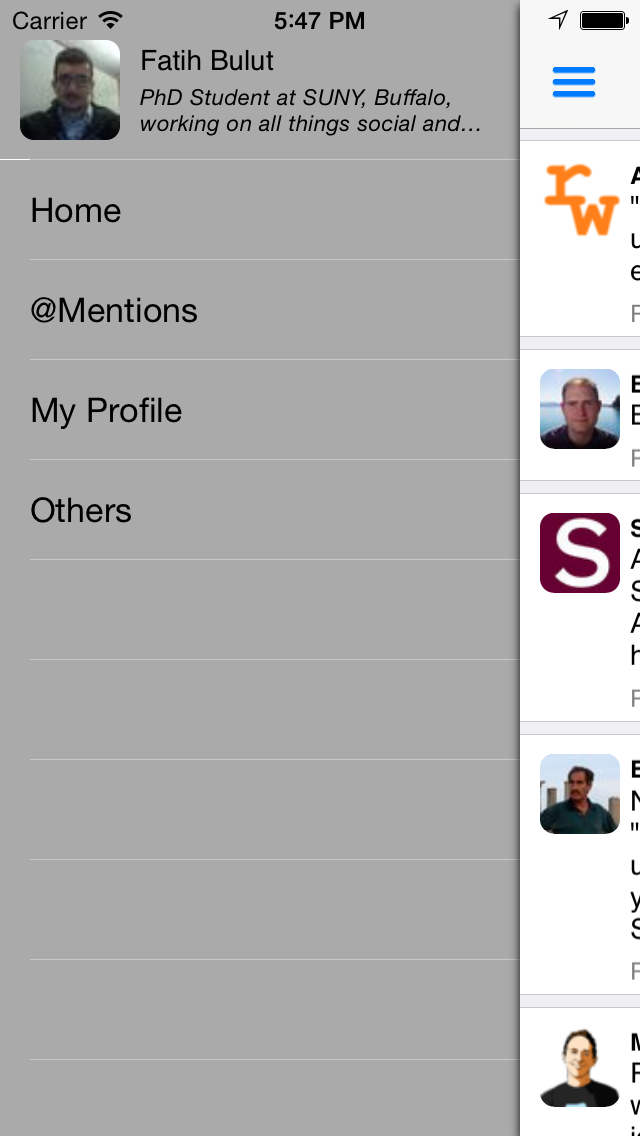 Carrier
5:47 PM
Fatih Bulut
PhD Student at SUNY, Buffalo,
working on all things social and...
Home
@Mentions
My Profile
Others
rw
A
"
u
e
F
E
F
S
S
A
S
A
h
F
N
"
u
y
S
F
M
F
w